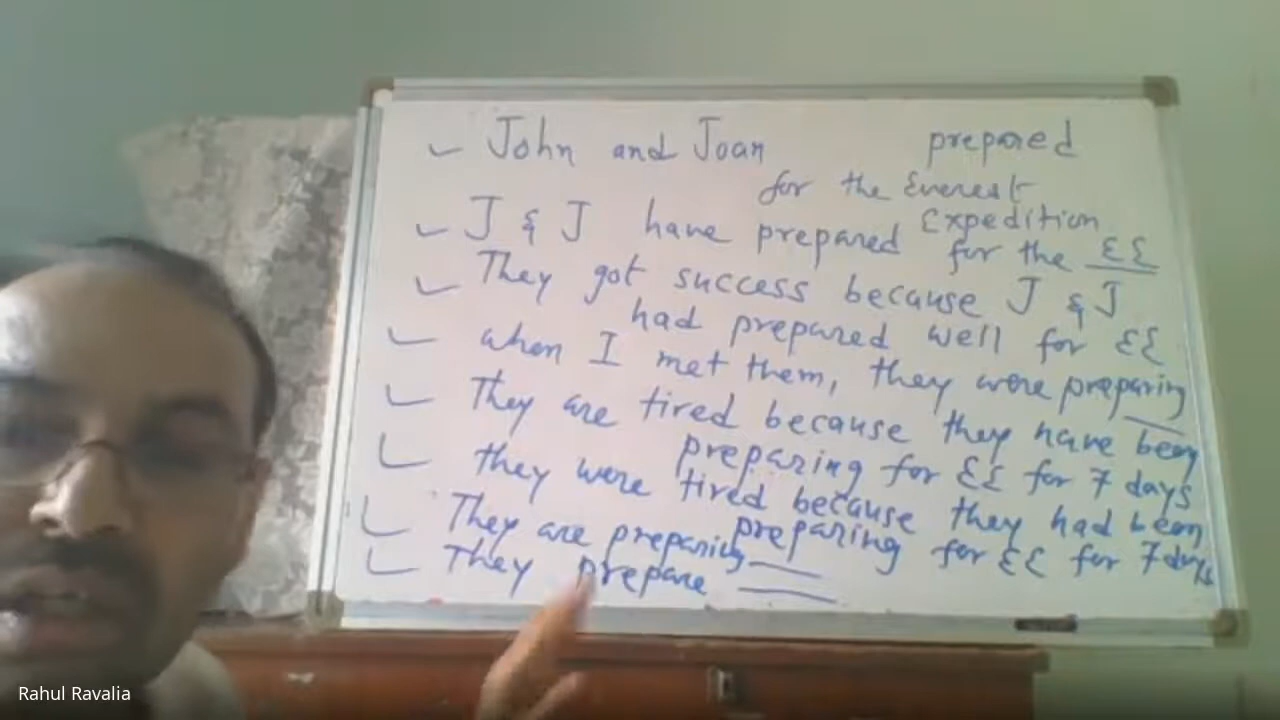 John and Joan prepared
for the Everest
Expedition
J & J have prepared for the EE
They got success because J & J
had prepared well for EE
when I met them, they were preparing
They are tired because they have been
preparing for EE for 7 days
they were tired because they had been
preparing for EE for 7 days
They are preparing
They prepare
Rahul Ravalia